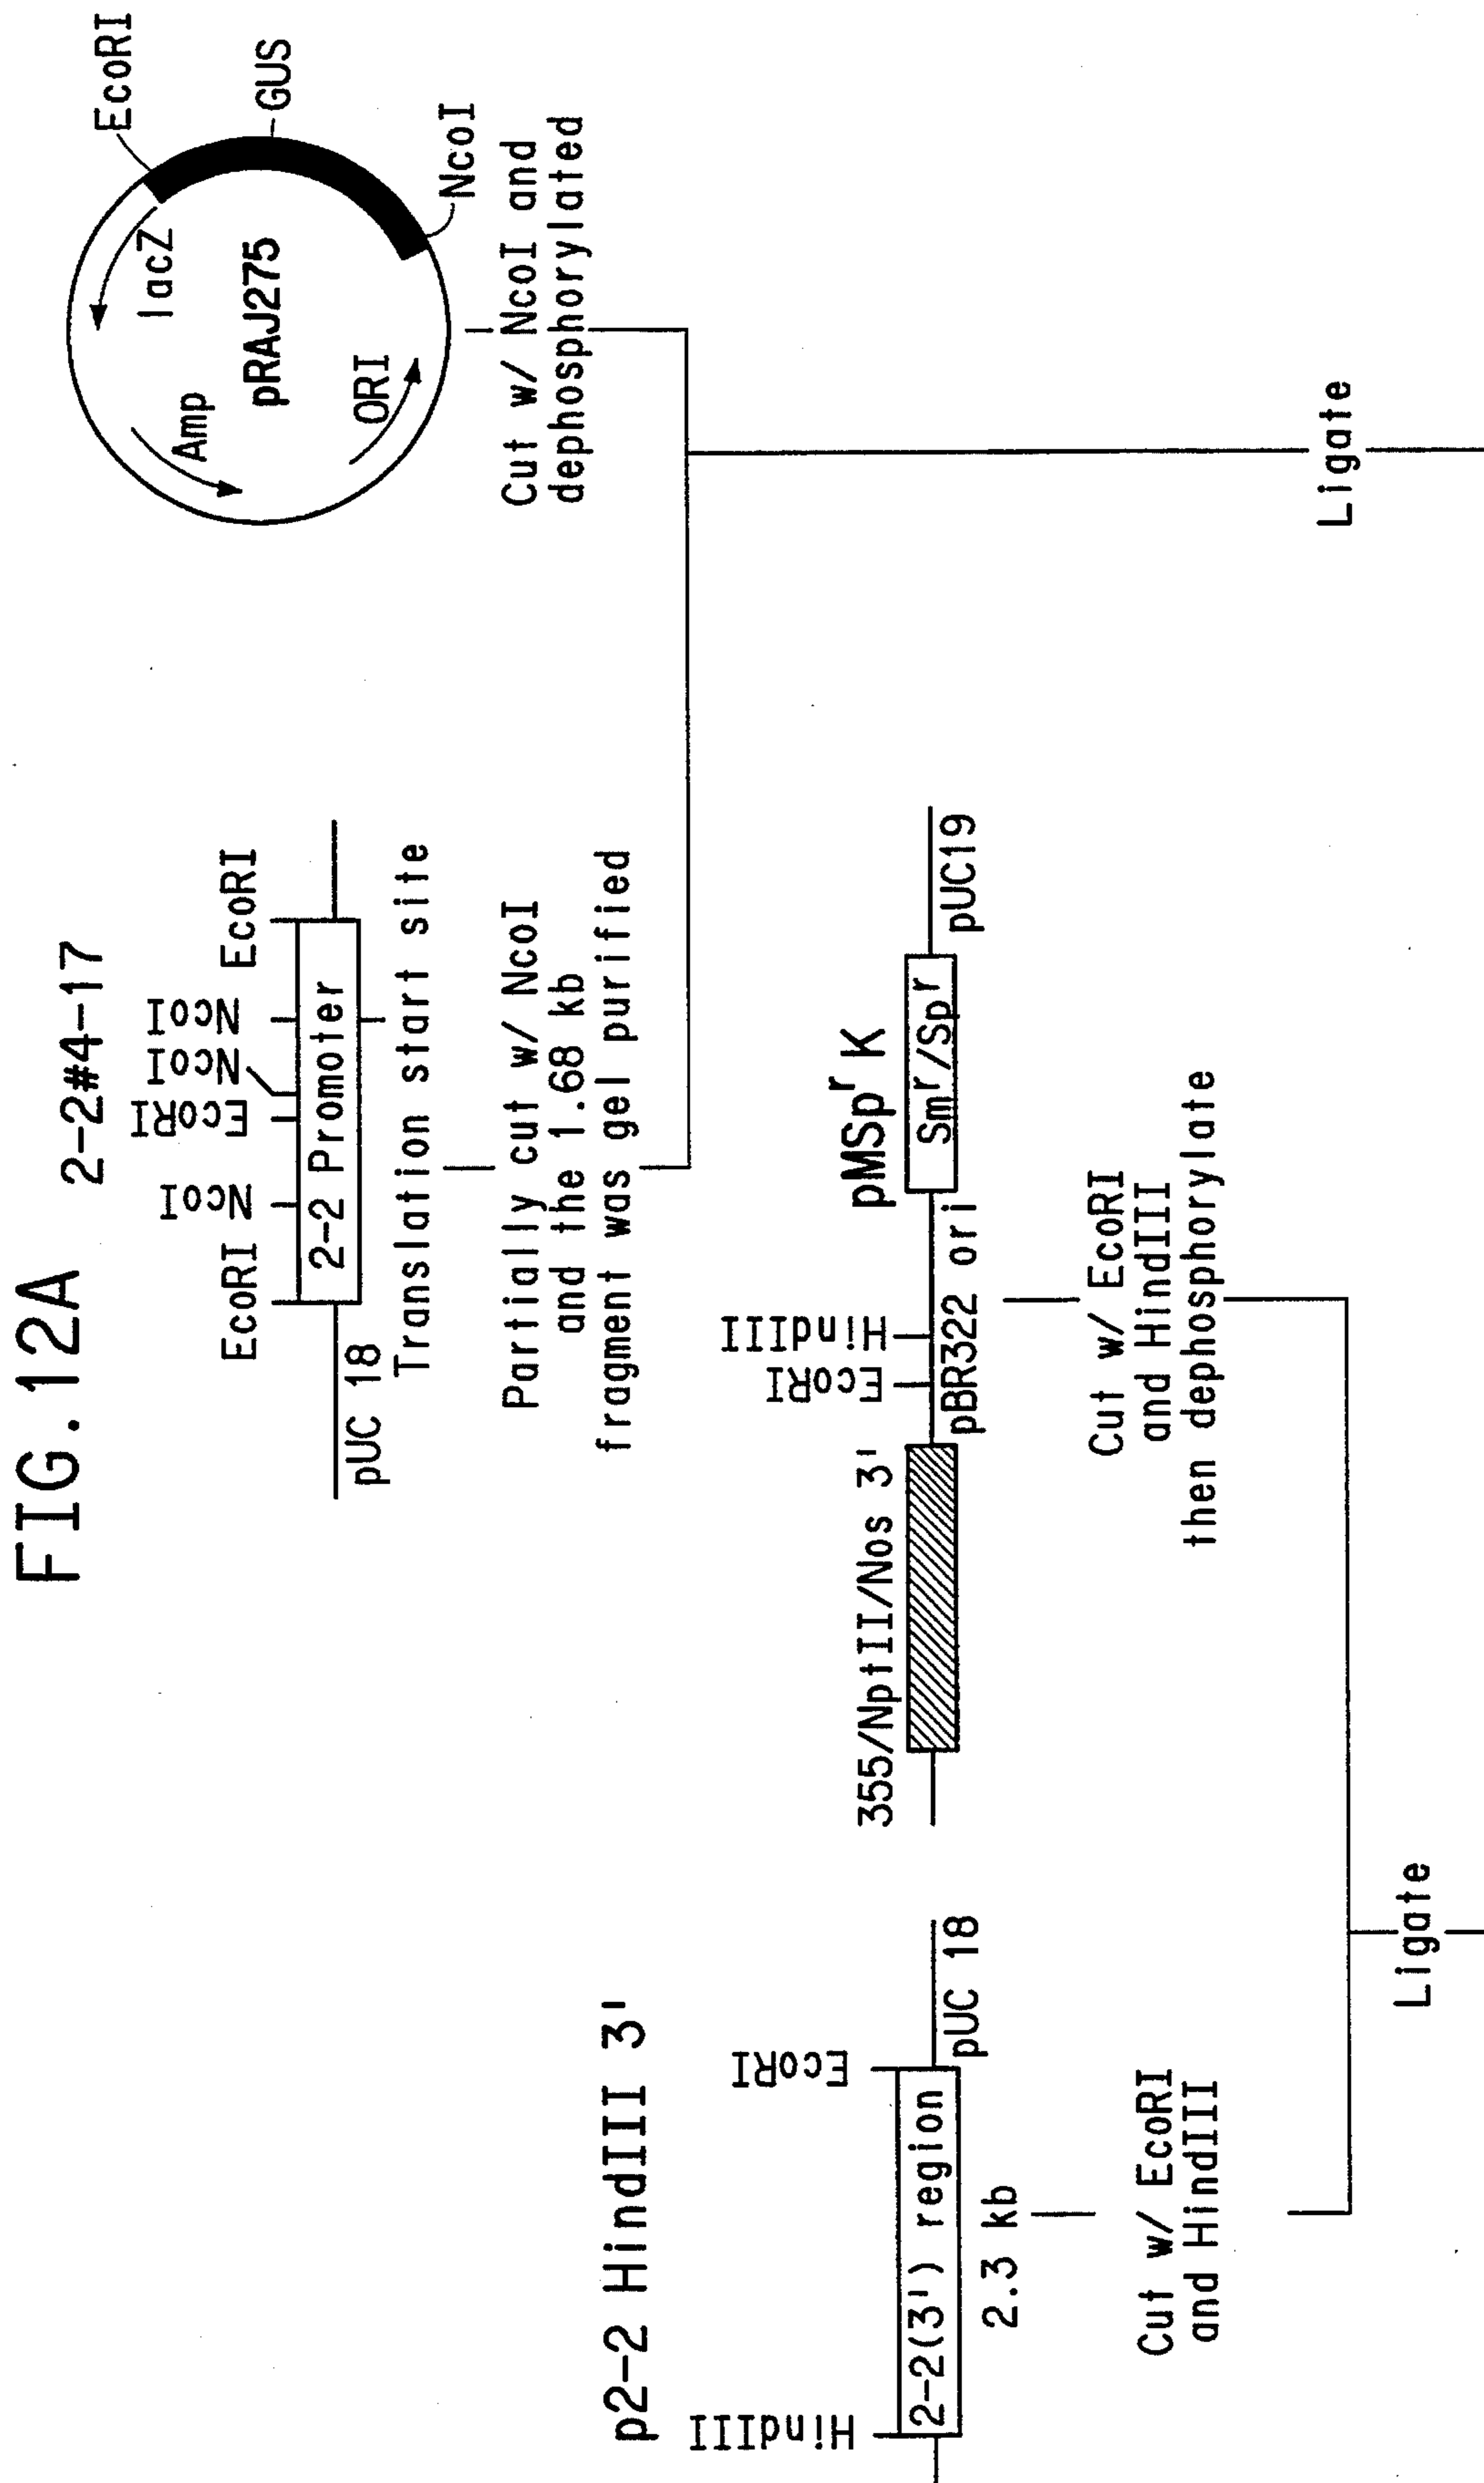 FIG.12A
2-2#4-17
EcoRI
NcoI
EcoRI
NcoI
NcoI
EcoRI
2-2 Promoter
pUC 18
Translation start site
Partially cut w/ NcoI
and the 1.68 kb
fragment was gel purified
EcoRI
lacZ
GUS
Amp
pRAJ275
ORI
NcoI
Cut w/ NcoI and
dephosphorylated
Ligate
p2-2 HindIII 3'
HindIII
EcoRI
2-2(3') region
pUC 18
2.3 kb
Cut w/ EcoRI
and HindIII
pMSpʳ K
355/NptII/Nos 3'
EcoRI
HindIII
Smʳ/Spʳ
pBR322 ori
pUC19
Cut w/ EcoRI
and HindIII
then dephosphorylate
Ligate